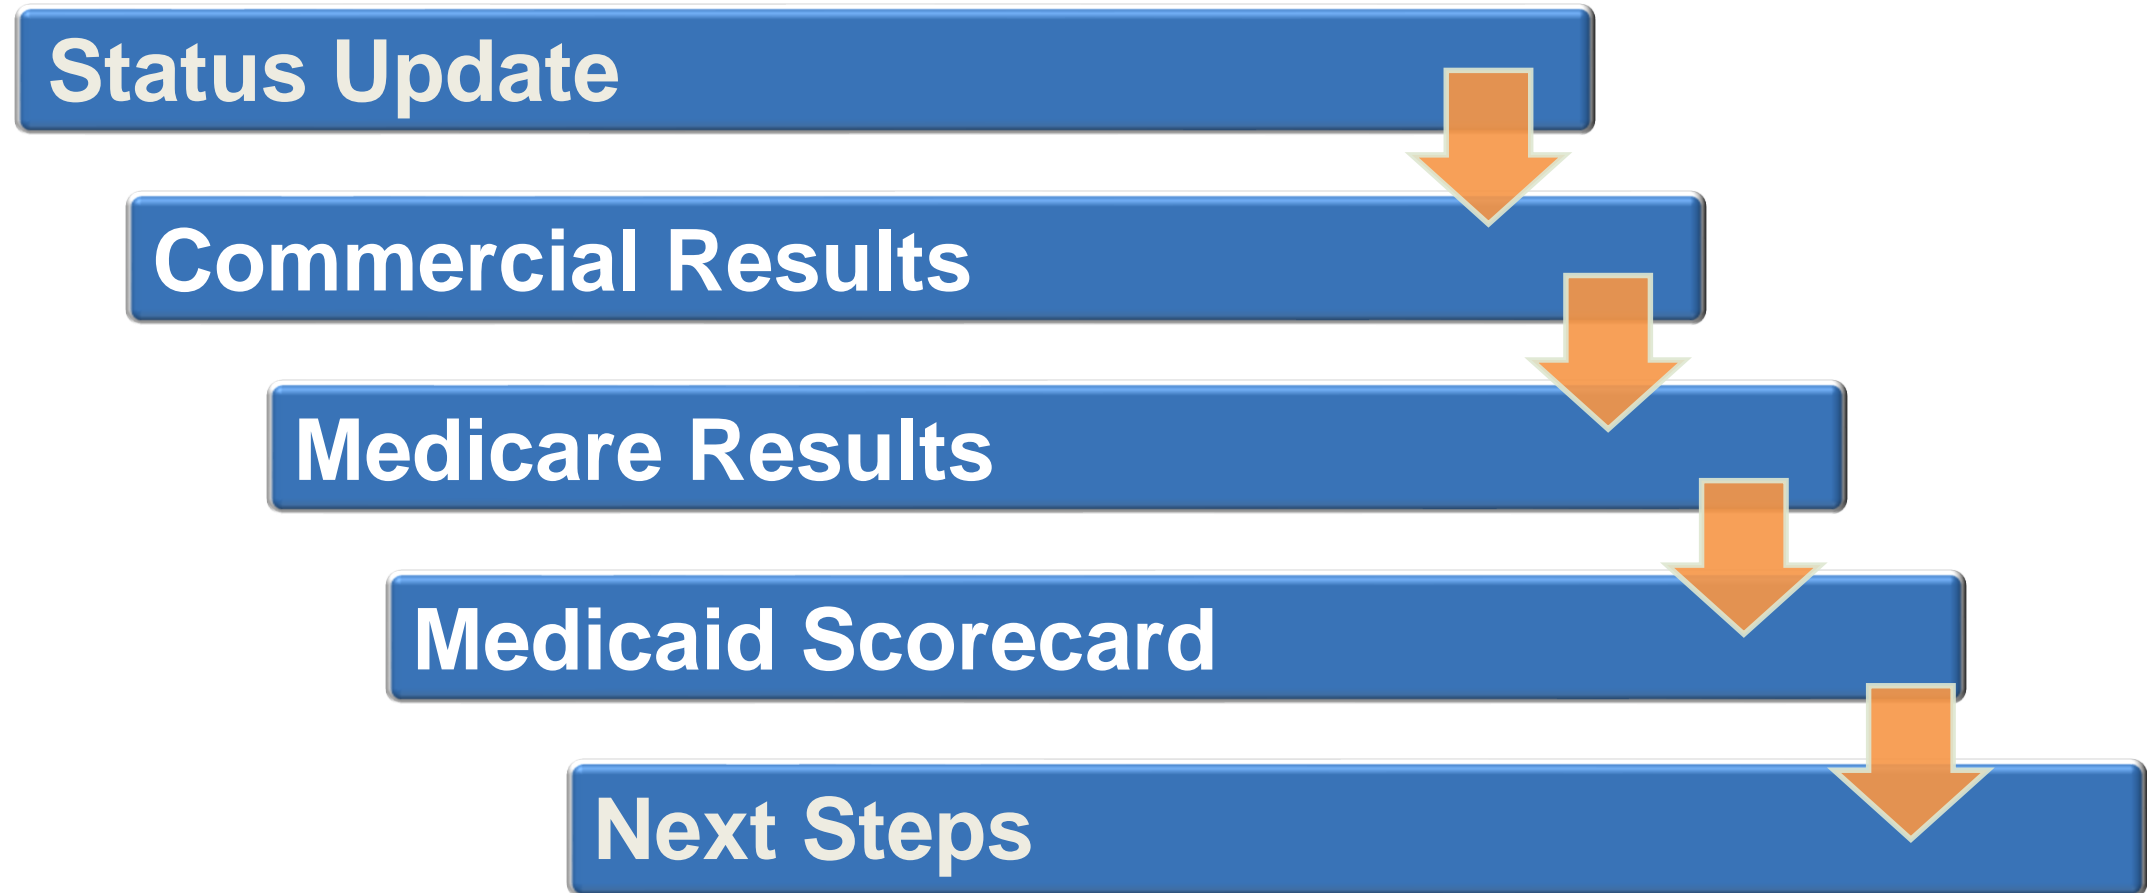 Status Update
Commercial Results
Medicare Results
Medicaid Scorecard
Next Steps